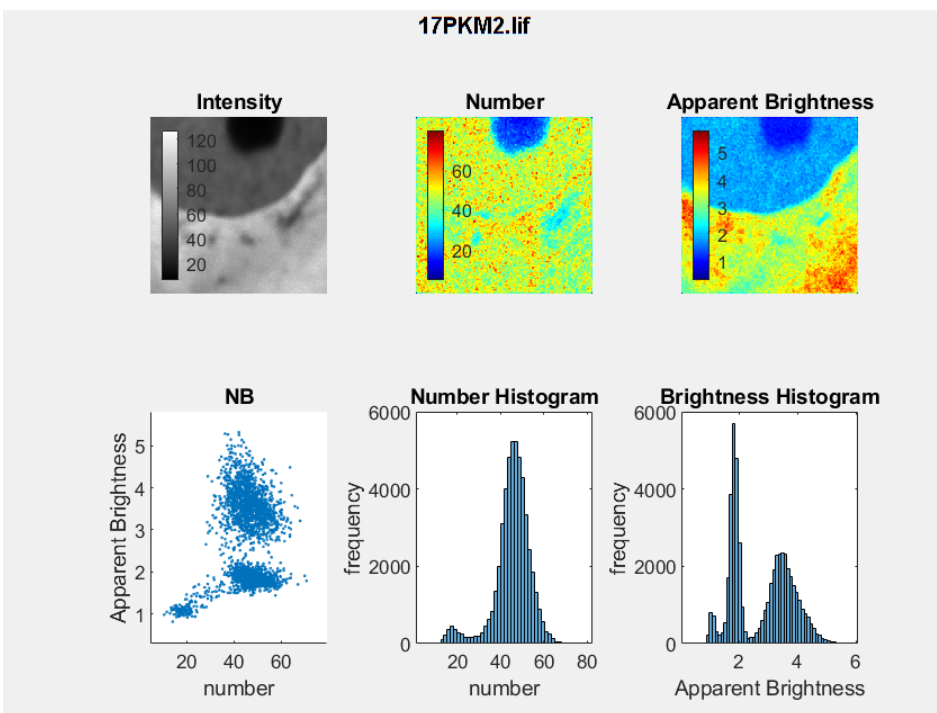 17PKM2.lif
Intensity
120
100
80
60
40
20
Number
60
40
20
Apparent Brightness
5
4
3
2
1
NB
Apparent Brightness
5
4
3
2
1
20 40 60
number
Number Histogram
frequency
6000
4000
2000
0
20 40 60 80
number
Brightness Histogram
frequency
6000
4000
2000
0
2 4 6
Apparent Brightness